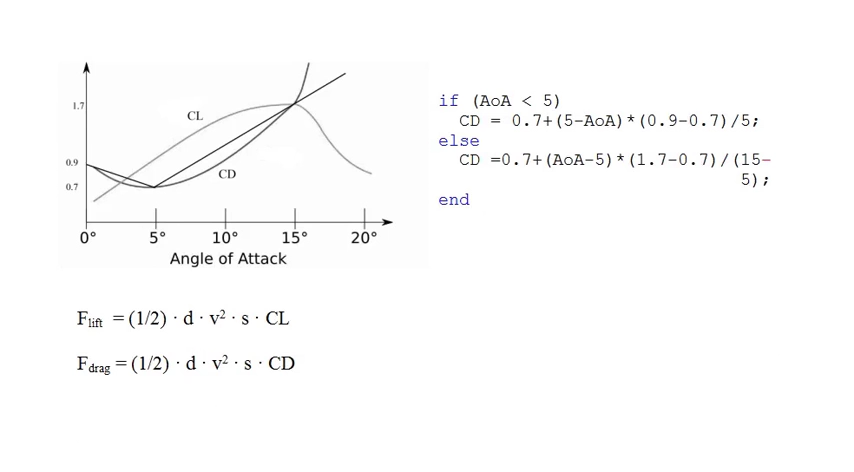 CL
1.7
0.9
CD
0.7
0° 5° 10° 15° 20°
Angle of Attack
if (AoA < 5)
CD = 0.7+(5-AoA)*(0.9-0.7)/5;
else
CD =0.7+(AoA-5)*(1.7-0.7)/(15-
5);
end
Flift = (1/2) · d · v² · s · CL
Fdrag = (1/2) · d · v² · s · CD